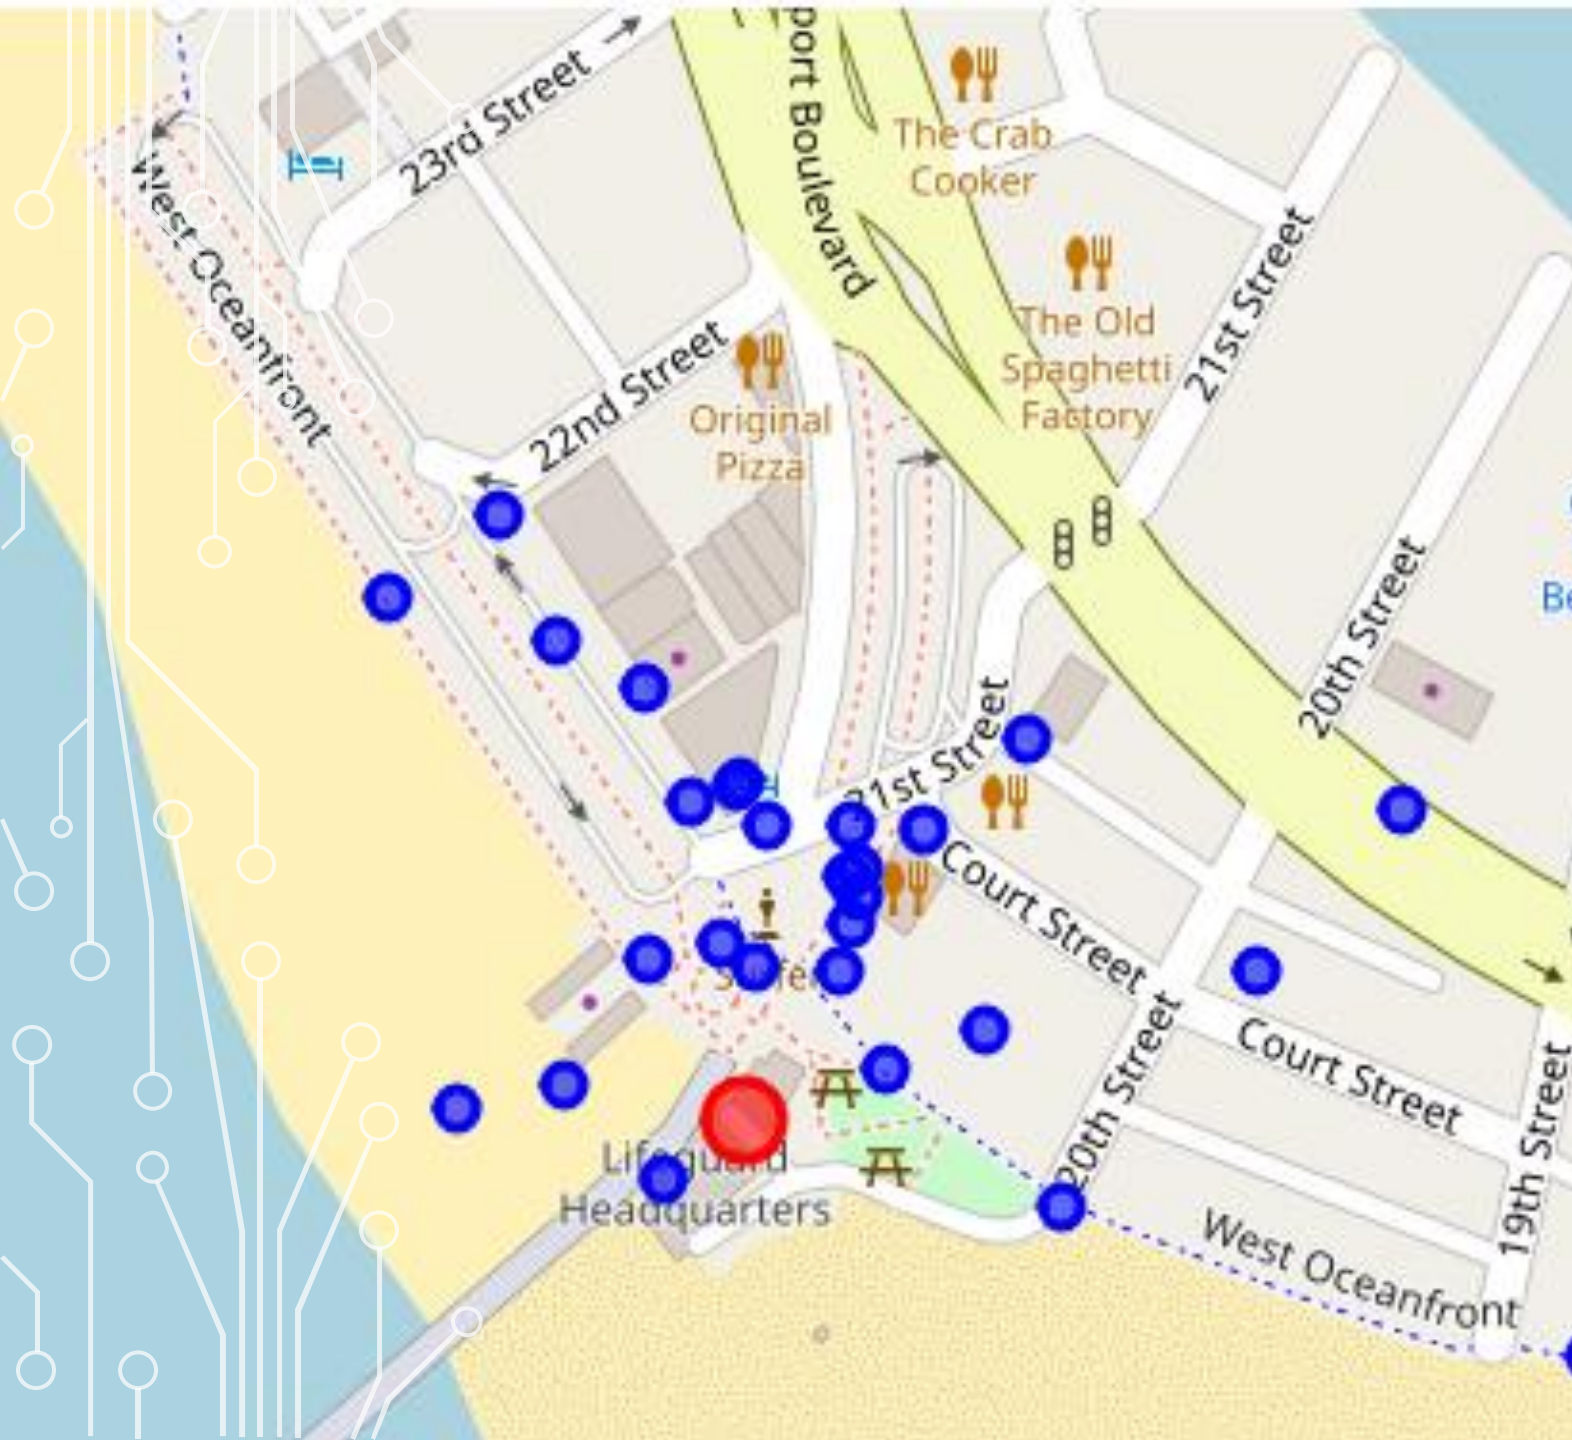 23rd Street
port Boulevard
The Crab
Cooker
West Oceanfront
21st Street
The Old
Spaghetti
Factory
22nd Street
Original
Pizza
20th Street
Be
21st Street
Court Street
Court Street
20th Street
19th Street
Lifeguard
Headquarters
West Oceanfront